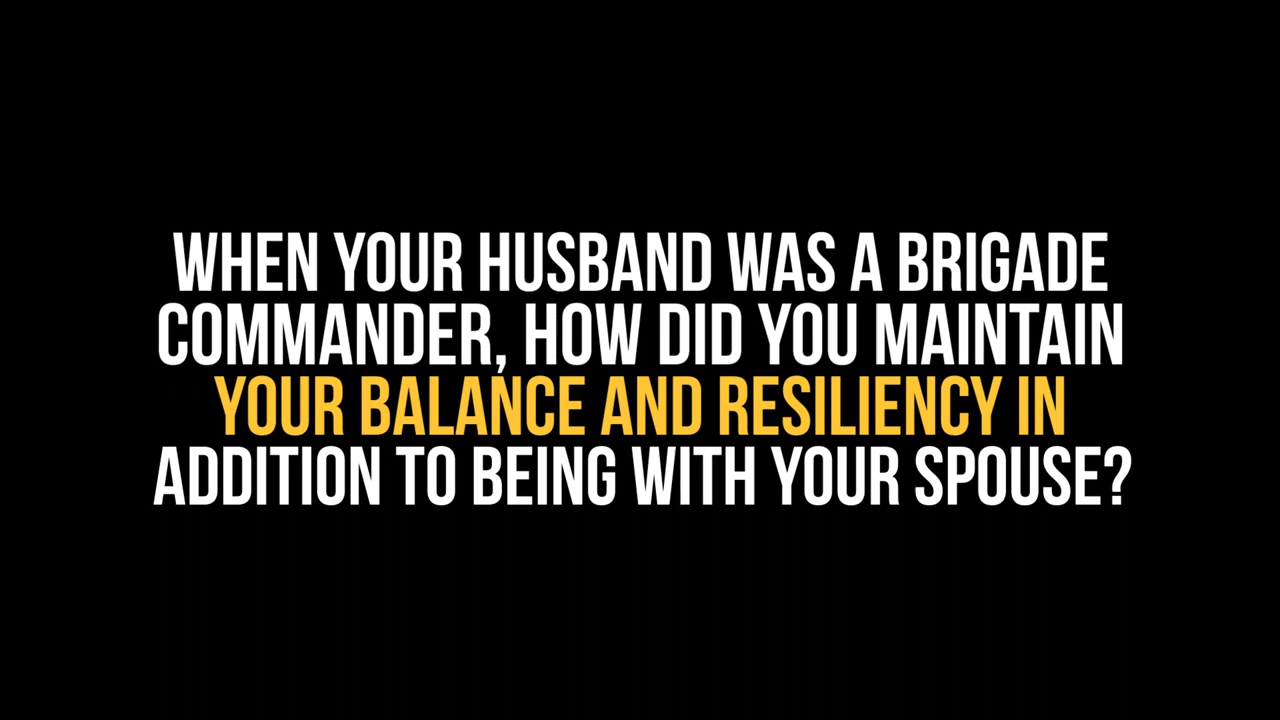 WHEN YOUR HUSBAND WAS A BRIGADE
COMMANDER, HOW DID YOU MAINTAIN
YOUR BALANCE AND RESILIENCY IN
ADDITION TO BEING WITH YOUR SPOUSE?